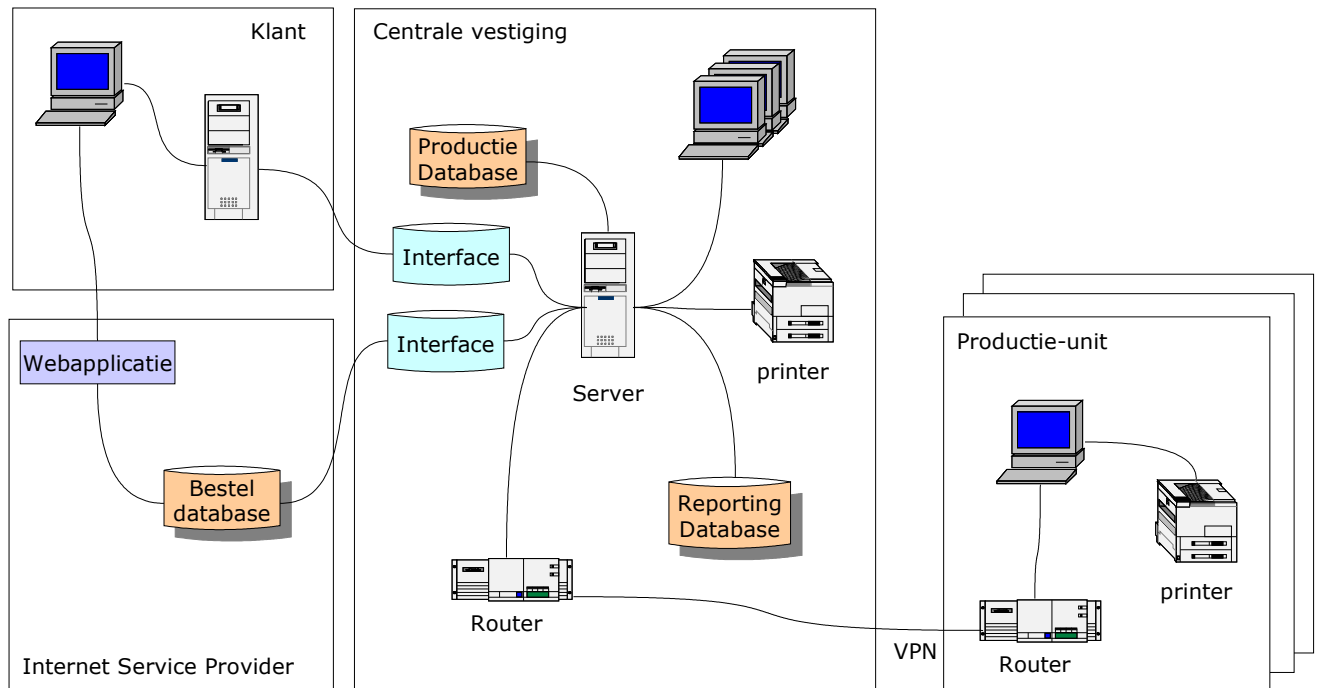 Klant
Centrale vestiging
Productie
Database
Interface
Interface
Server
printer
Webapplicatie
Bestel
database
Reporting
Database
Router
Internet Service Provider
VPN
Productie-unit
printer
Router